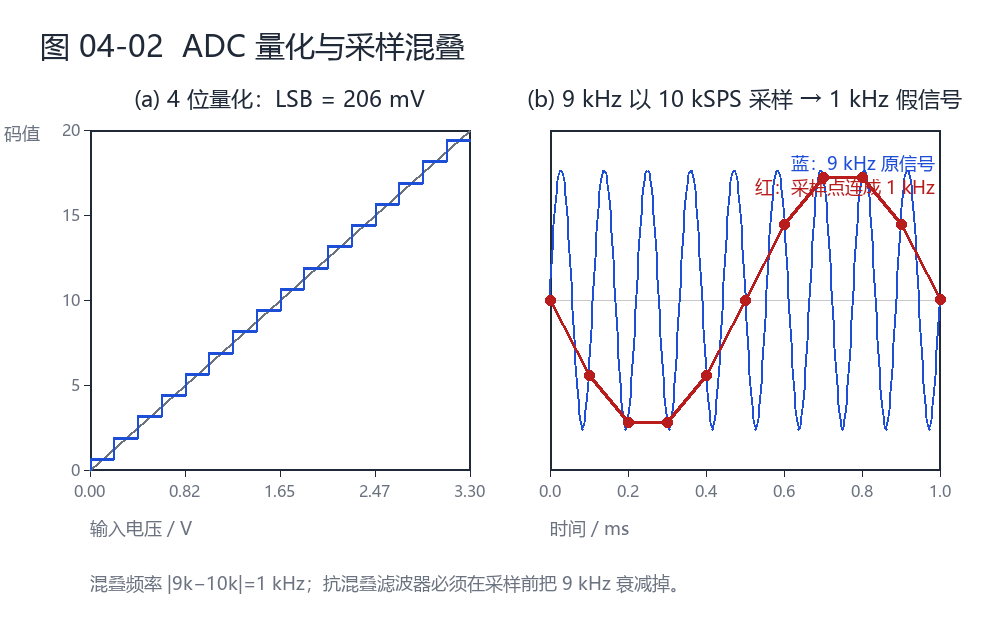 图 04-02 ADC 量化与采样混叠
(a) 4 位量化：LSB = 206 mV
码值
20
15
10
5
0
0.00 0.82 1.65 2.47 3.30
输入电压 / V
(b) 9 kHz 以 10 kSPS 采样 → 1 kHz 假信号
蓝：9 kHz 原信号
红：采样点连成 1 kHz
0.0 0.2 0.4 0.6 0.8 1.0
时间 / ms
混叠频率 |9k−10k|=1 kHz；抗混叠滤波器必须在采样前把 9 kHz 衰减掉。